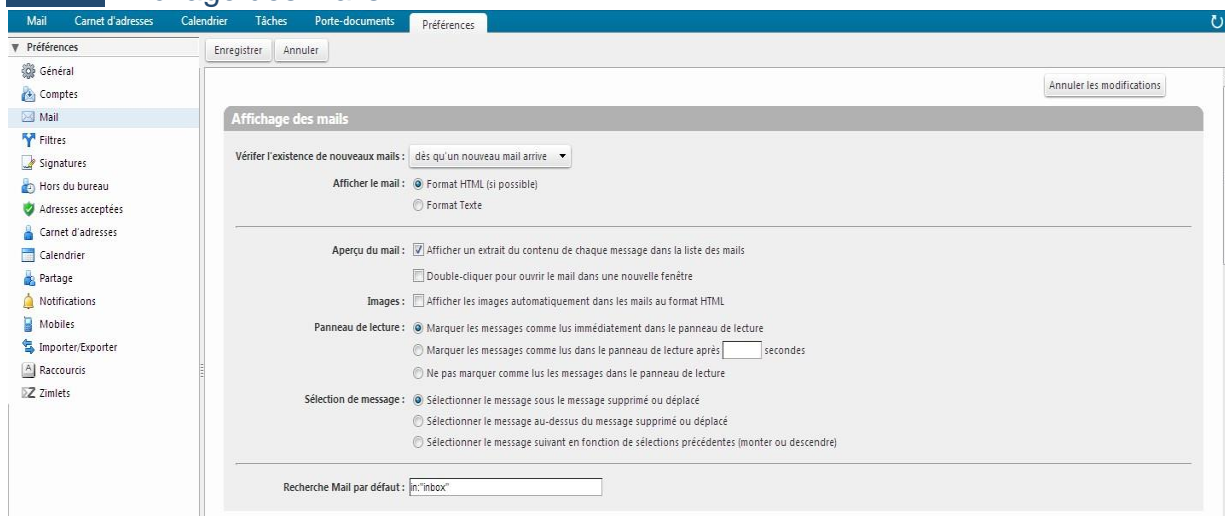 Mail Carnet d'adresses Calendrier Tâches Porte-documents Préférences
Préférences
Général
Comptes
Mail
Filtres
Signatures
Hors du bureau
Adresses acceptées
Carnet d'adresses
Calendrier
Partage
Notifications
Mobiles
Importer/Exporter
Raccourcis
Zimlets
Enregistrer Annuler
Annuler les modifications
Affichage des mails
Vérifer l'existence de nouveaux mails : dès qu'un nouveau mail arrive
Afficher le mail : Format HTML (si possible)
Format Texte
Aperçu du mail : Afficher un extrait du contenu de chaque message dans la liste des mails
Double-cliquer pour ouvrir le mail dans une nouvelle fenêtre
Images : Afficher les images automatiquement dans les mails au format HTML
Panneau de lecture : Marquer les messages comme lus immédiatement dans le panneau de lecture
Marquer les messages comme lus dans le panneau de lecture après secondes
Ne pas marquer comme lus les messages dans le panneau de lecture
Sélection de message : Sélectionner le message sous le message supprimé ou déplacé
Sélectionner le message au-dessus du message supprimé ou déplacé
Sélectionner le message suivant en fonction de sélections précédentes (monter ou descendre)
Recherche Mail par défaut : in:"inbox"